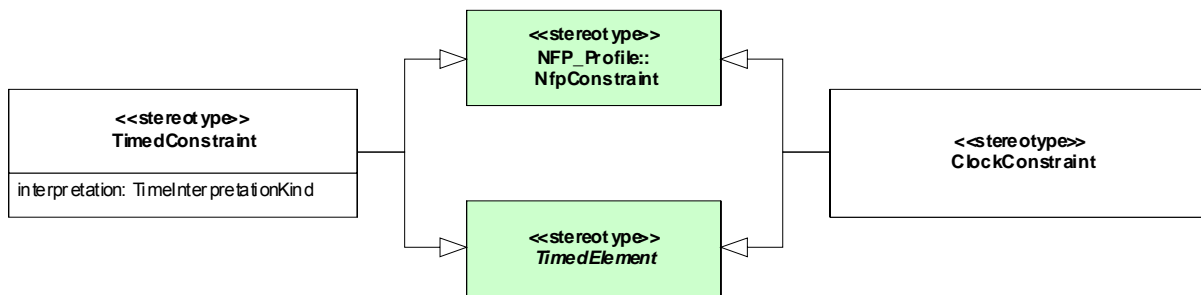 <<stereotype>>
NFP_Profile::
NfpConstraint
<<stereotype>>
TimedConstraint
interpretation: TimeInterpretationKind
<<stereotype>>
ClockConstraint
<<stereotype>>
TimedElement